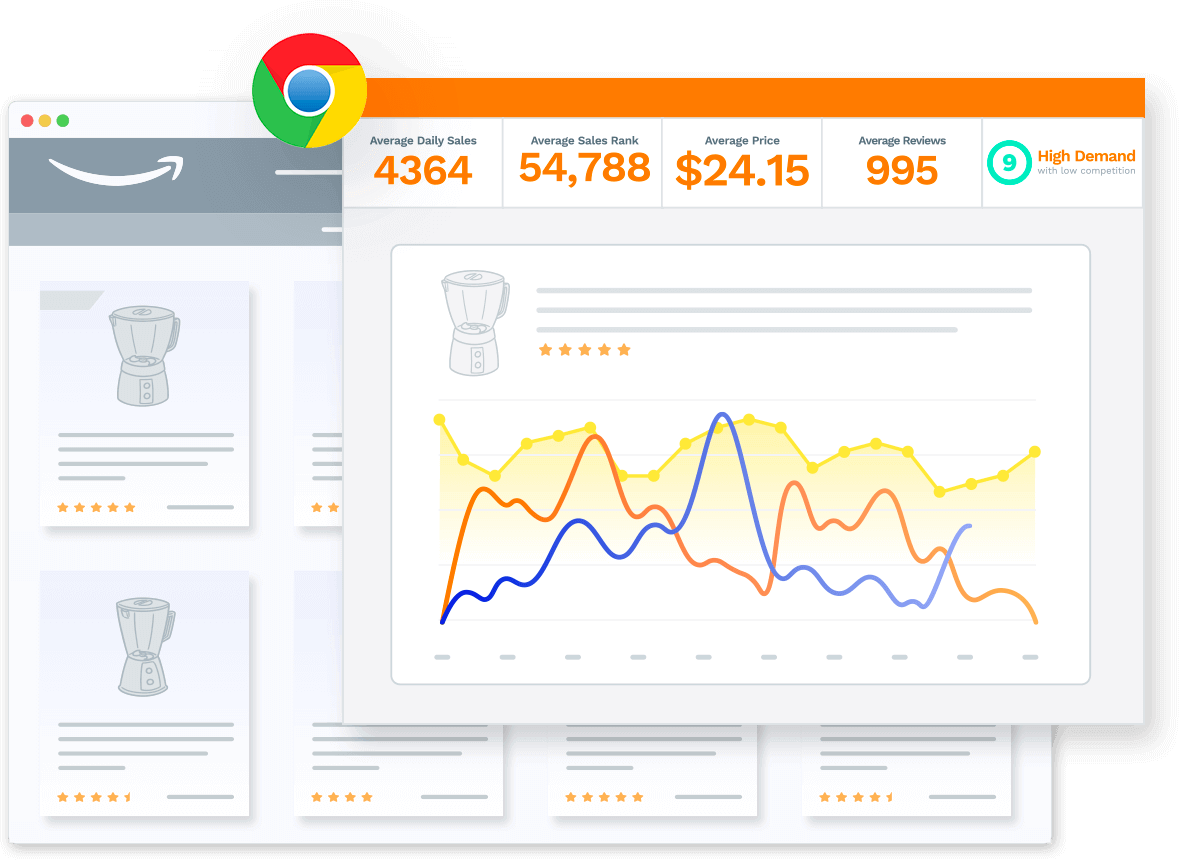 Average Daily Sales
4364
Average Sales Rank
54,788
Average Price
$24.15
Average Reviews
995
9
High Demand
with low competition